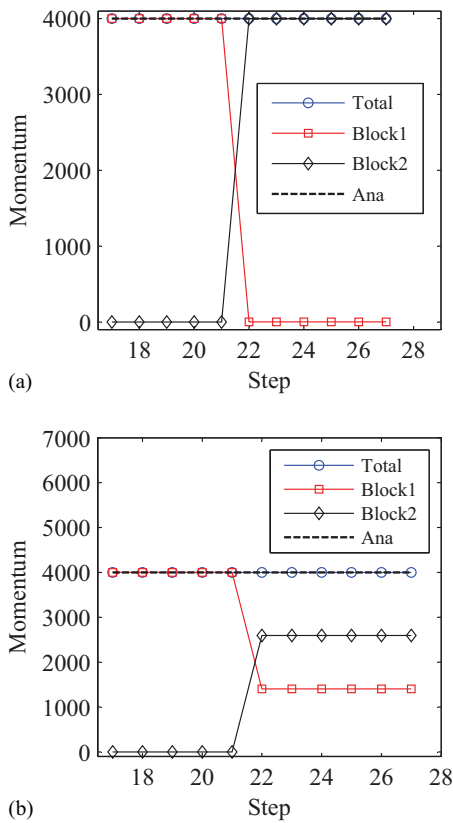 4000
3000
2000
1000
0
Momentum
Total
Block1
Block2
Ana
18 20 22 24 26 28
(a)
Step
7000
6000
5000
4000
3000
2000
1000
0
Momentum
Total
Block1
Block2
Ana
18 20 22 24 26 28
(b)
Step